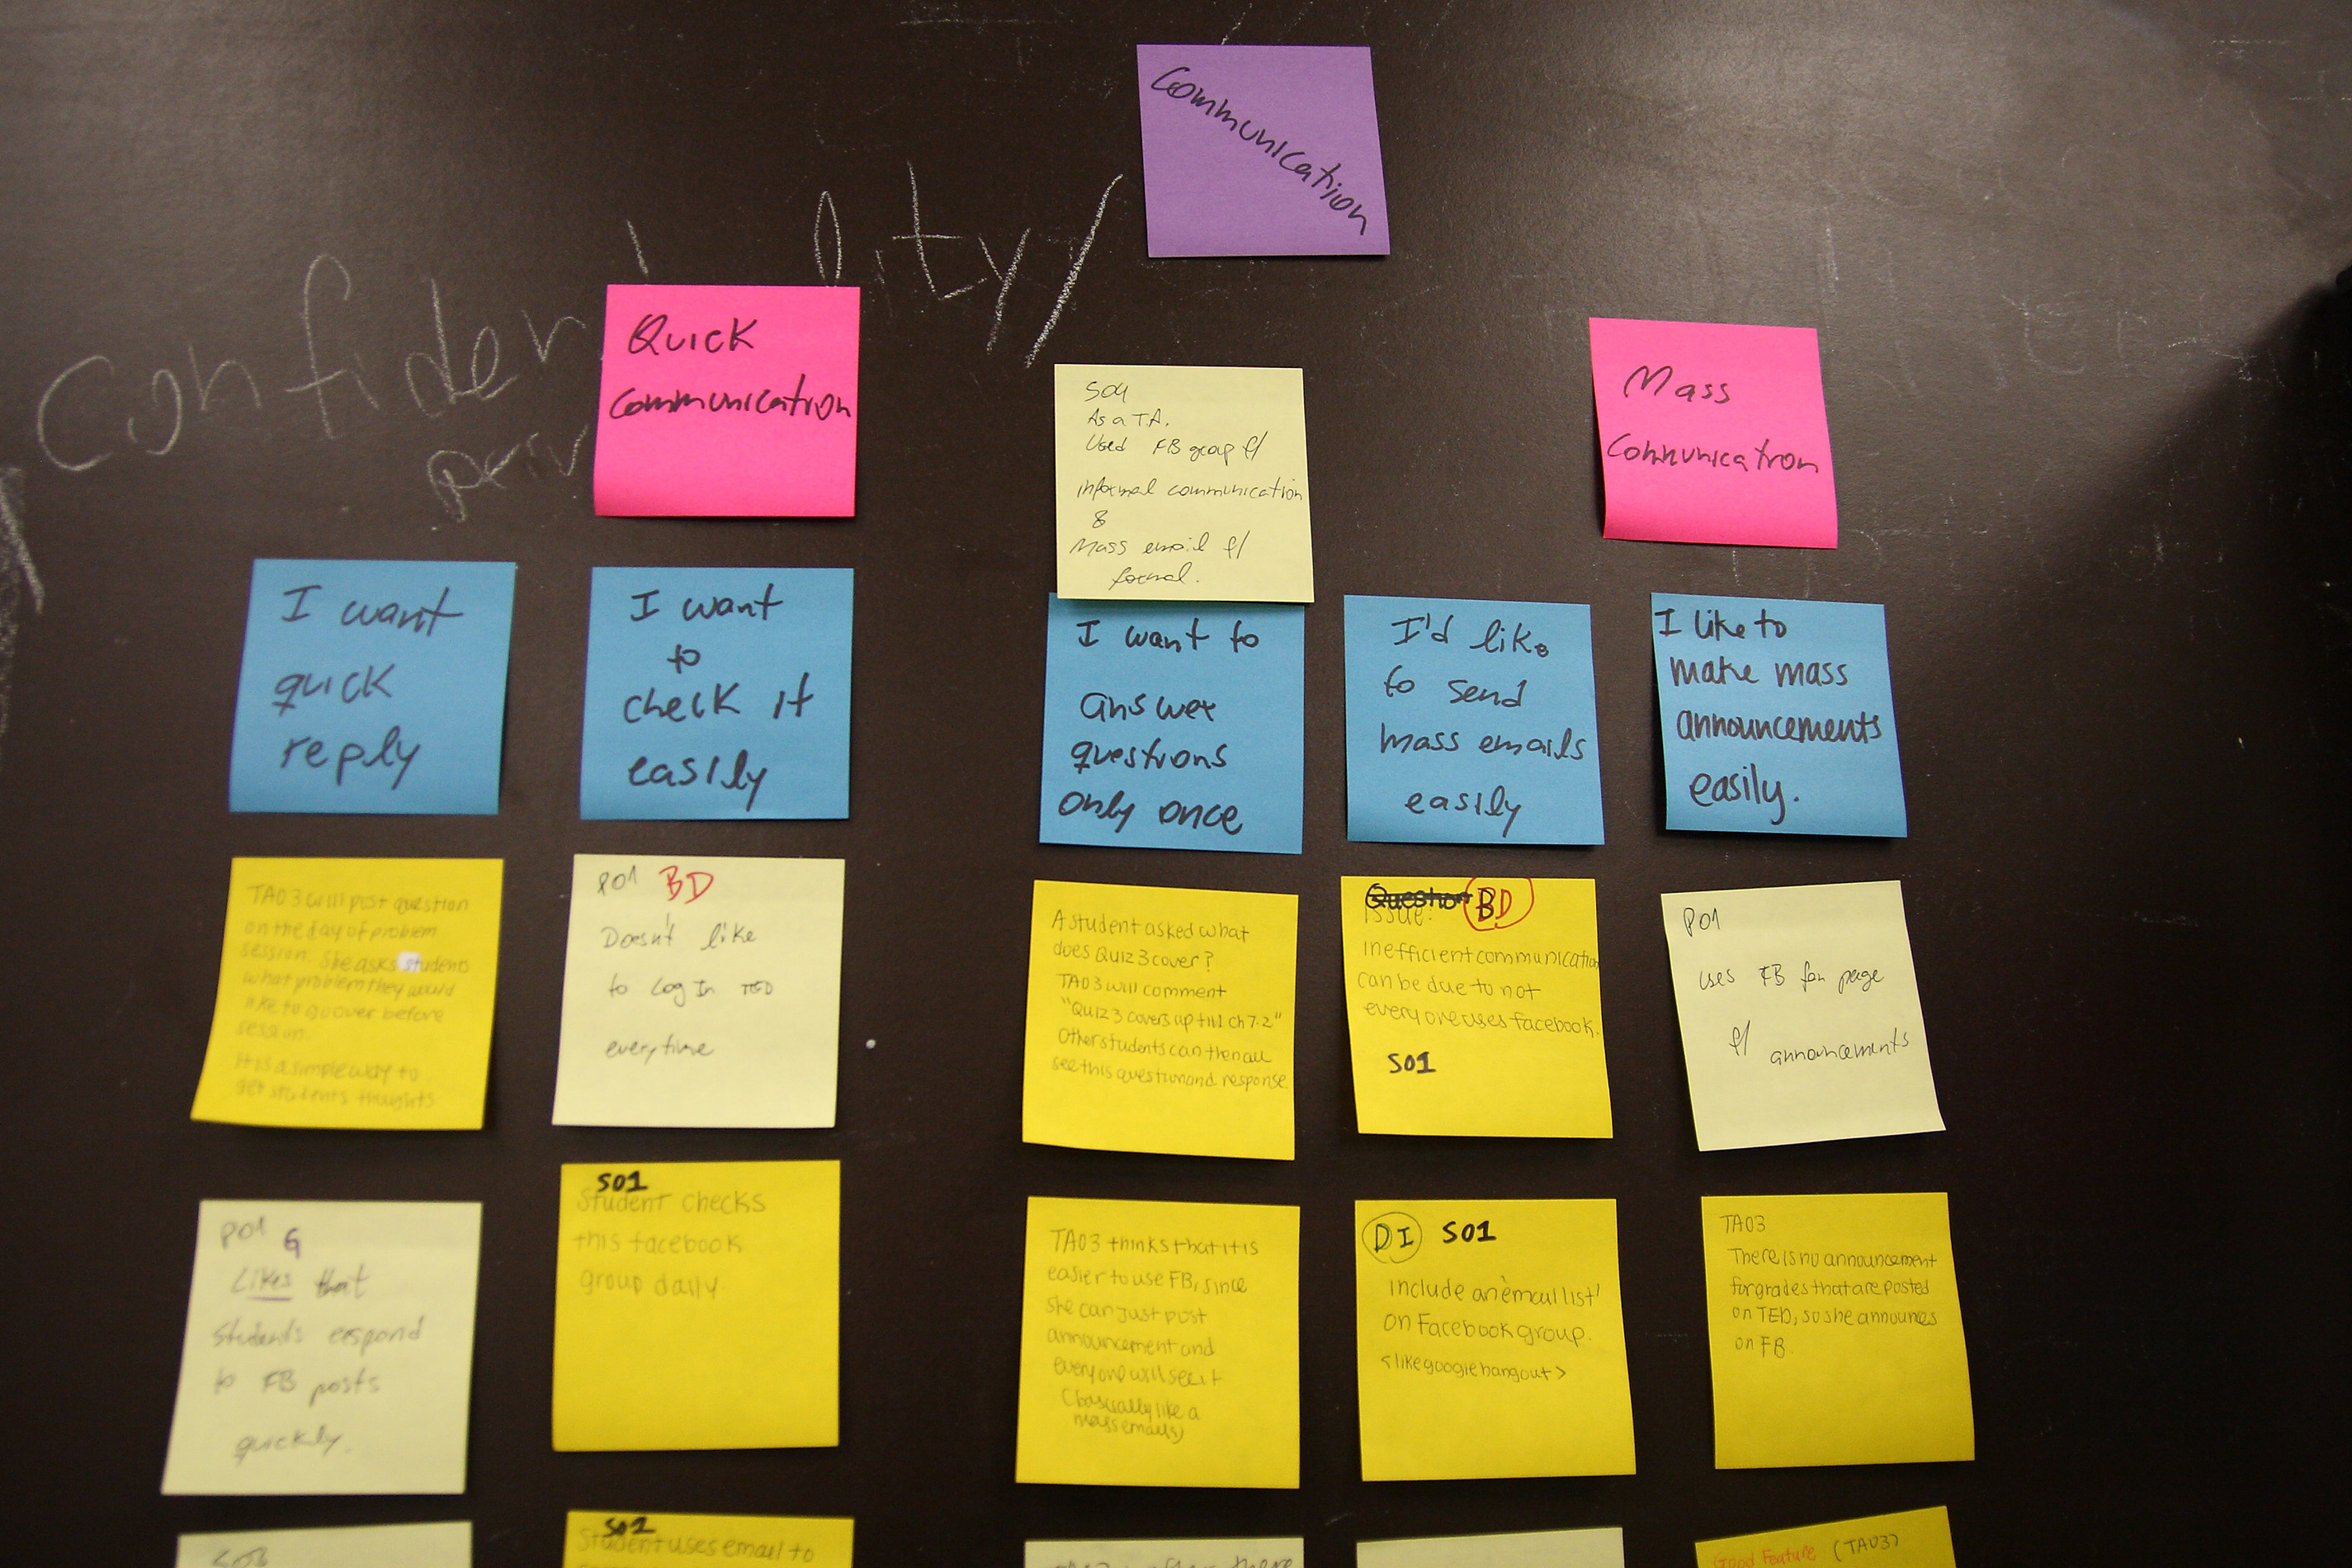 Communication
Quick
Communication
Mass
Communication
Confiden lity/
S04
As a TA.
Used FB group f/
informal communication
&
Mass email f/
formal.
I want
quick
reply
I want
to
check it
easily
I want to
answer
questions
only once
I'd like
to send
mass emails
easily
I like to
make mass
announcements
easily.
TA03 will post question
on the day of problem
session. She asks students
what problem they would
like to go over before
session.
It is a simple way to
get students thoughts
P01 BD
Doesn't like
to Log In TED
everytime
A student asked what
does Quiz 3 cover?
TA03 will comment
"Quiz 3 covers up till ch 7.2"
Other students can then all
see this question and response.
Question BD
issue:
inefficient communication
can be due to not
everyone uses facebook.
S01
P01
uses FB fan page
f/ announcements
P01 G
Likes that
students respond
to FB posts
quickly.
S01
Student checks
this facebook
group daily.
TA03 thinks that it is
easier to use FB, since
she can just post
announcement and
everyone will see it
(basically like a
mass emails)
DI S01
include an 'email list'
on Facebook group.
<like google hangout>
TA03
There is no announcement
for grades that are posted
on TED, so she announces
on FB.
S01
Student uses email to
Good Feature (TA03)